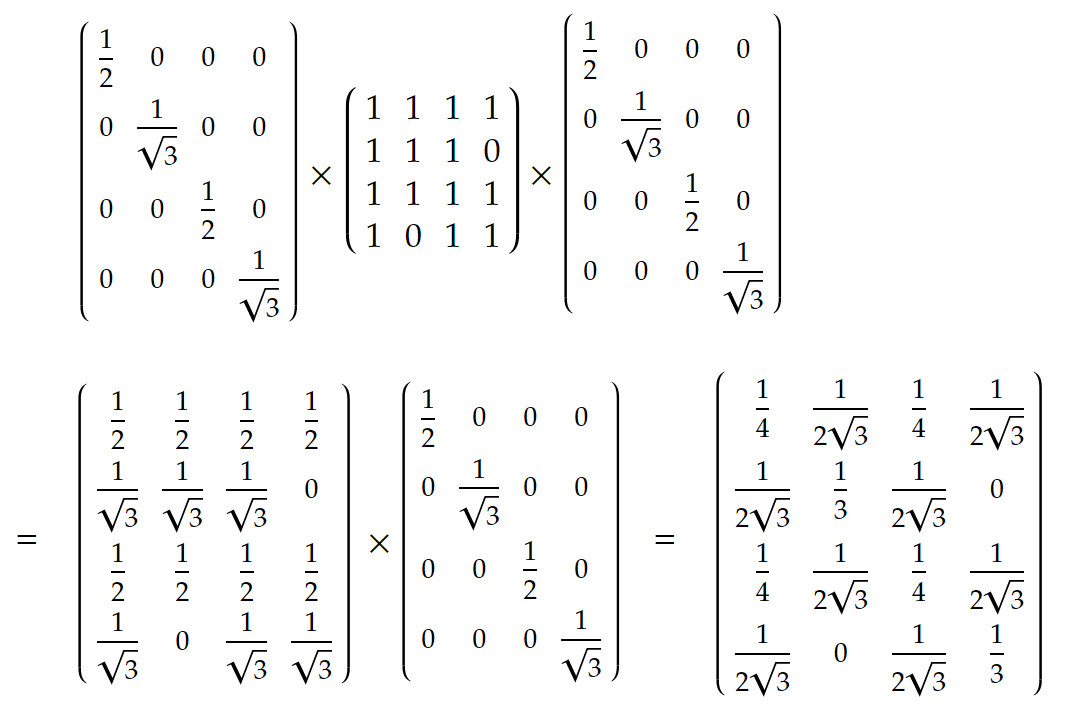 $\begin{pmatrix} \frac{1}{2} & 0 & 0 & 0 \\ 0 & \frac{1}{\sqrt{3}} & 0 & 0 \\ 0 & 0 & \frac{1}{2} & 0 \\ 0 & 0 & 0 & \frac{1}{\sqrt{3}} \end{pmatrix} \times \begin{pmatrix} 1 & 1 & 1 & 1 \\ 1 & 1 & 1 & 0 \\ 1 & 1 & 1 & 1 \\ 1 & 0 & 1 & 1 \end{pmatrix} \times \begin{pmatrix} \frac{1}{2} & 0 & 0 & 0 \\ 0 & \frac{1}{\sqrt{3}} & 0 & 0 \\ 0 & 0 & \frac{1}{2} & 0 \\ 0 & 0 & 0 & \frac{1}{\sqrt{3}} \end{pmatrix}$
$= \begin{pmatrix} \frac{1}{2} & \frac{1}{2} & \frac{1}{2} & \frac{1}{2} \\ \frac{1}{\sqrt{3}} & \frac{1}{\sqrt{3}} & \frac{1}{\sqrt{3}} & 0 \\ \frac{1}{2} & \frac{1}{2} & \frac{1}{2} & \frac{1}{2} \\ \frac{1}{\sqrt{3}} & 0 & \frac{1}{\sqrt{3}} & \frac{1}{\sqrt{3}} \end{pmatrix} \times \begin{pmatrix} \frac{1}{2} & 0 & 0 & 0 \\ 0 & \frac{1}{\sqrt{3}} & 0 & 0 \\ 0 & 0 & \frac{1}{2} & 0 \\ 0 & 0 & 0 & \frac{1}{\sqrt{3}} \end{pmatrix} = \begin{pmatrix} \frac{1}{4} & \frac{1}{2\sqrt{3}} & \frac{1}{4} & \frac{1}{2\sqrt{3}} \\ \frac{1}{2\sqrt{3}} & \frac{1}{3} & \frac{1}{2\sqrt{3}} & 0 \\ \frac{1}{4} & \frac{1}{2\sqrt{3}} & \frac{1}{4} & \frac{1}{2\sqrt{3}} \\ \frac{1}{2\sqrt{3}} & 0 & \frac{1}{2\sqrt{3}} & \frac{1}{3} \end{pmatrix}$